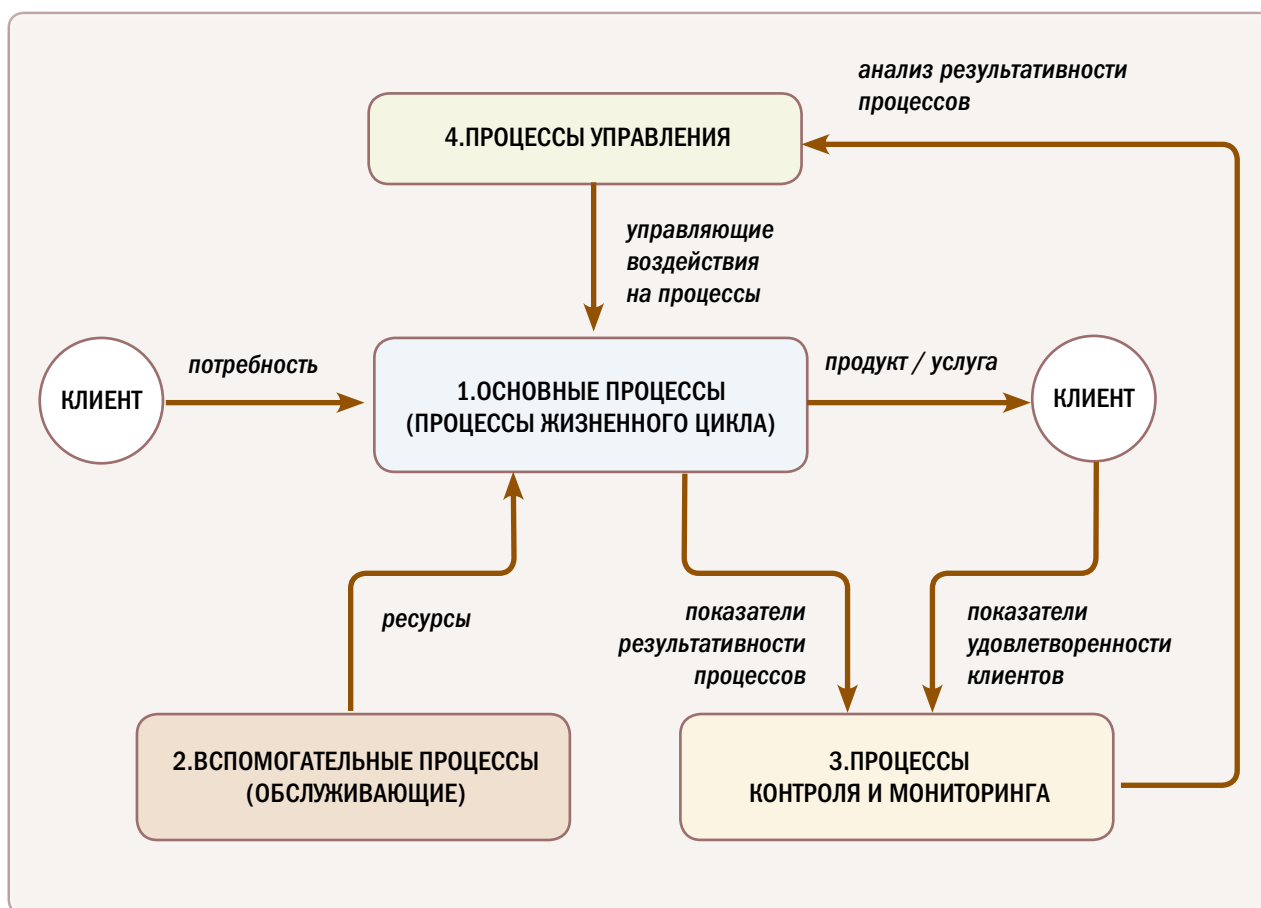 анализ результативности
процессов
4.ПРОЦЕССЫ УПРАВЛЕНИЯ
управляющие
воздействия
на процессы
потребность
продукт / услуга
КЛИЕНТ
1.ОСНОВНЫЕ ПРОЦЕССЫ
(ПРОЦЕССЫ ЖИЗНЕННОГО ЦИКЛА)
КЛИЕНТ
ресурсы
показатели
результативности
процессов
показатели
удовлетворенности
клиентов
2.ВСПОМОГАТЕЛЬНЫЕ ПРОЦЕССЫ
(ОБСЛУЖИВАЮЩИЕ)
3.ПРОЦЕССЫ
КОНТРОЛЯ И МОНИТОРИНГА